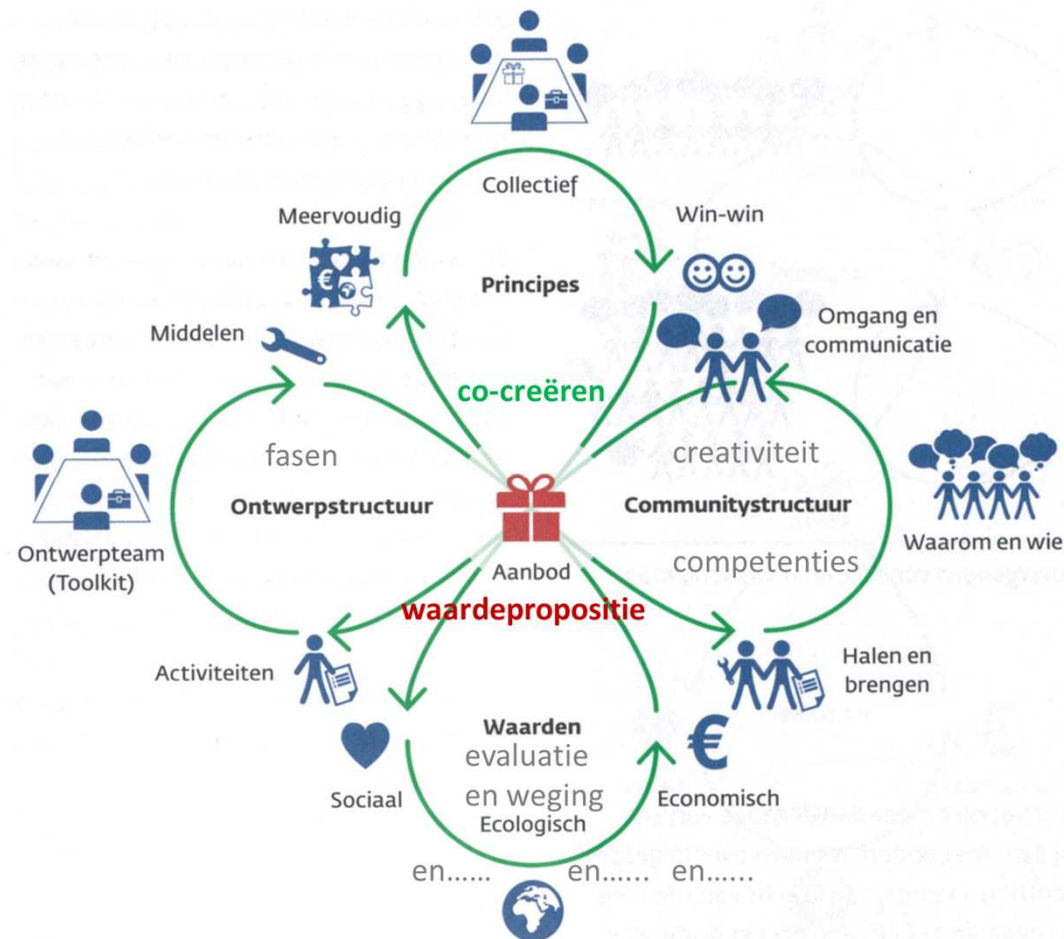 Collectief
Meervoudig
Win-win
Principes
Middelen
Omgang en
communicatie
co-creëren
fasen
creativiteit
Ontwerpstructuur
Communitystructuur
Ontwerpteam
(Toolkit)
Waarom en wie
competenties
Aanbod
waardepropositie
Activiteiten
Halen en
brengen
Waarden
evaluatie
en weging
Sociaal
Ecologisch
Economisch
en...... en...... en......